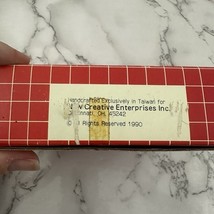 Handcrafted Exclusively in Taiwan for
Creative Enterprises Inc.
OH 45242
Rights Reserved 1990